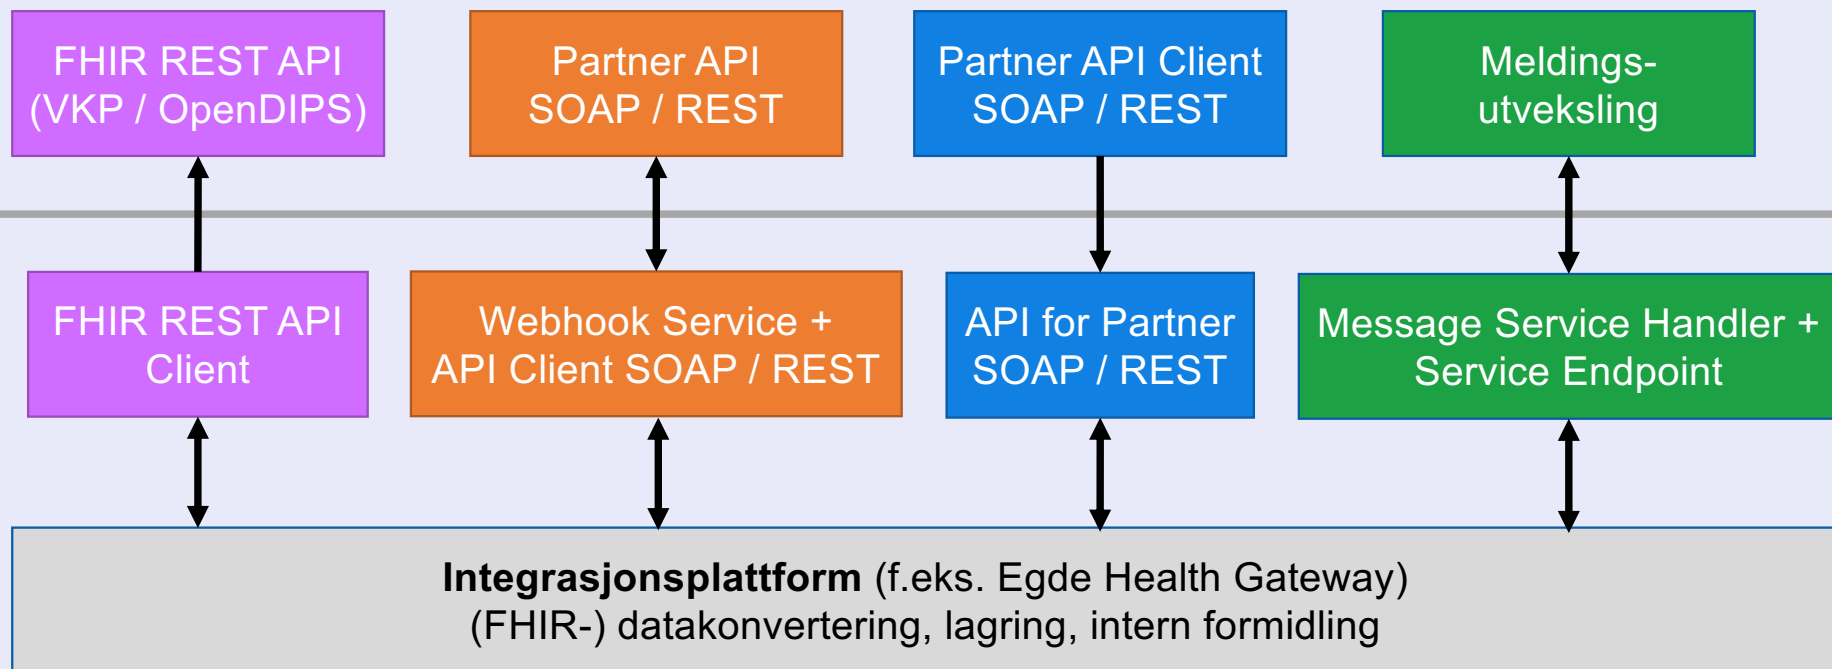 FHIR REST API
(VKP / OpenDIPS)
Partner API
SOAP / REST
Partner API Client
SOAP / REST
Meldings-
utveksling
FHIR REST API
Client
Webhook Service +
API Client SOAP / REST
API for Partner
SOAP / REST
Message Service Handler +
Service Endpoint
Integrasjonsplattform (f.eks. Egde Health Gateway)
(FHIR-) datakonvertering, lagring, intern formidling